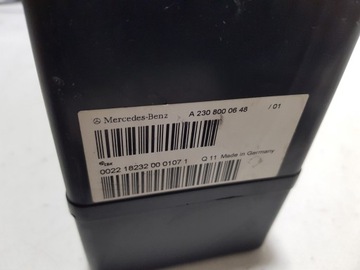 Mercedes-Benz A 230 800 06 48 / 01
0022 18232 00 0107 1 Q 11 Made in Germany